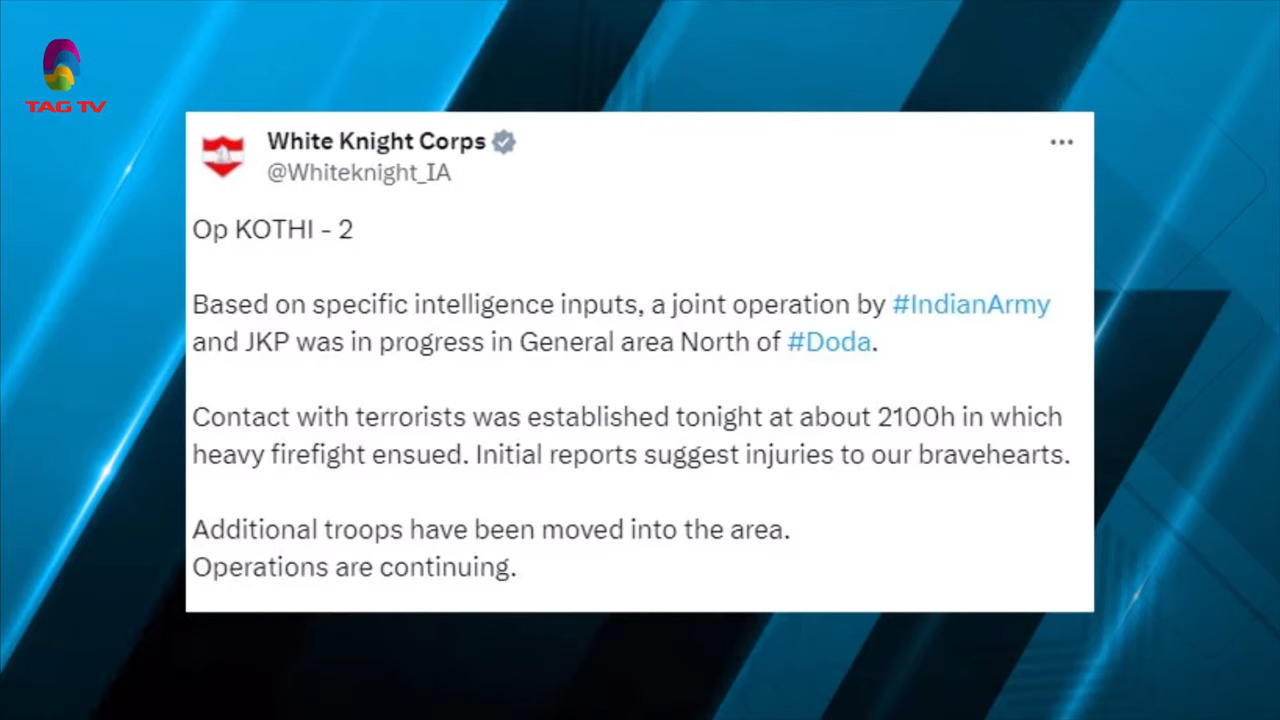 TAG TV
White Knight Corps
@Whiteknight_IA
Op KOTHI - 2
Based on specific intelligence inputs, a joint operation by #IndianArmy
and JKP was in progress in General area North of #Doda.
Contact with terrorists was established tonight at about 2100h in which
heavy firefight ensued. Initial reports suggest injuries to our bravehearts.
Additional troops have been moved into the area.
Operations are continuing.